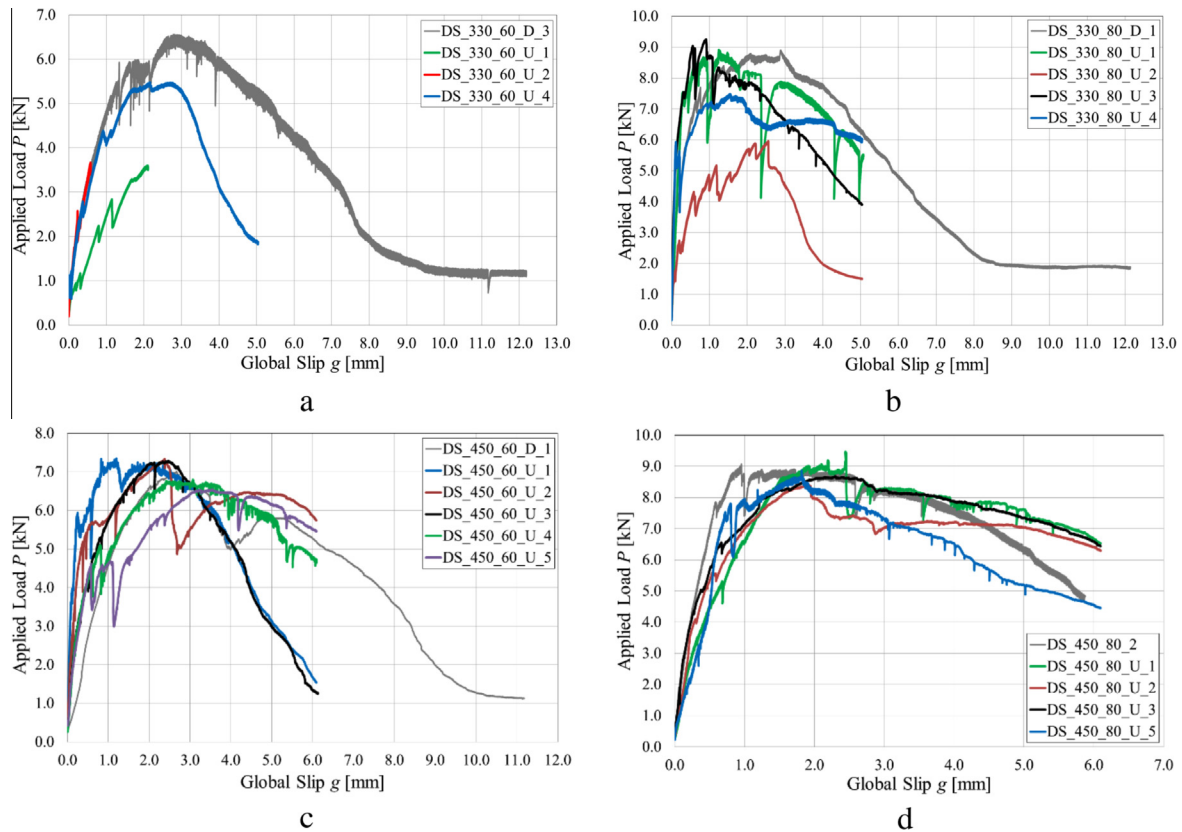 7.0
6.0
5.0
4.0
3.0
2.0
1.0
0.0
Applied Load P [kN]
0.0 1.0 2.0 3.0 4.0 5.0 6.0 7.0 8.0 9.0 10.0 11.0 12.0 13.0
Global Slip g [mm]
DS_330_60_D_3
DS_330_60_U_1
DS_330_60_U_2
DS_330_60_U_4
a
10.0
9.0
8.0
7.0
6.0
5.0
4.0
3.0
2.0
1.0
0.0
Applied Load P [kN]
0.0 1.0 2.0 3.0 4.0 5.0 6.0 7.0 8.0 9.0 10.0 11.0 12.0 13.0
Global Slip g [mm]
DS_330_80_D_1
DS_330_80_U_1
DS_330_80_U_2
DS_330_80_U_3
DS_330_80_U_4
b
8.0
7.0
6.0
5.0
4.0
3.0
2.0
1.0
0.0
Applied Load P [kN]
0.0 1.0 2.0 3.0 4.0 5.0 6.0 7.0 8.0 9.0 10.0 11.0 12.0
Global Slip g [mm]
DS_450_60_D_1
DS_450_60_U_1
DS_450_60_U_2
DS_450_60_U_3
DS_450_60_U_4
DS_450_60_U_5
c
10.0
9.0
8.0
7.0
6.0
5.0
4.0
3.0
2.0
1.0
0.0
Applied Load P [kN]
0.0 1.0 2.0 3.0 4.0 5.0 6.0 7.0
Global Slip g [mm]
DS_450_80_2
DS_450_80_U_1
DS_450_80_U_2
DS_450_80_U_3
DS_450_80_U_5
d